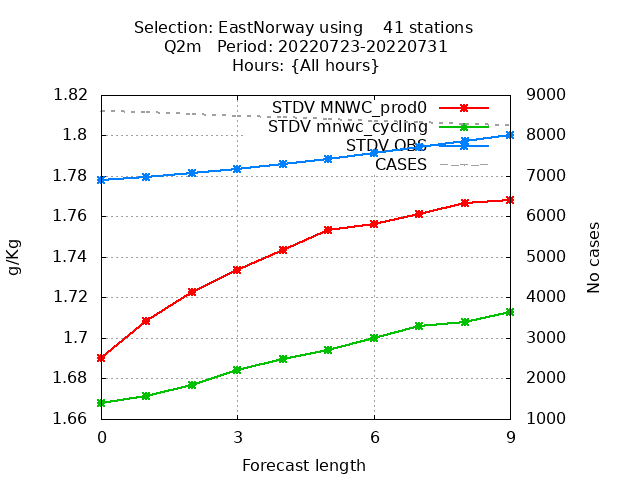 Selection: EastNorway using    41 stations
Q2m   Period: 20220723-20220731
Hours: {All hours}
1.82
1.8
1.78
1.76
1.74
1.72
1.7
1.68
1.66
9000
8000
7000
6000
5000
4000
3000
2000
1000
STDV MNWC_prod0
STDV mnwc_cycling
STDV OBS
CASES
g/Kg
No cases
0
3
6
9
Forecast length